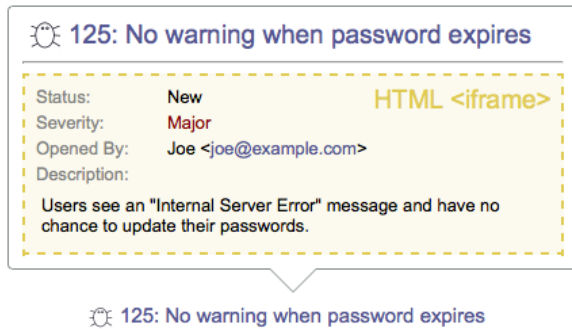 125: No warning when password expires
HTML <iframe>
Status: New
Severity: Major
Opened By: Joe <joe@example.com>
Description:
Users see an "Internal Server Error" message and have no
chance to update their passwords.
125: No warning when password expires